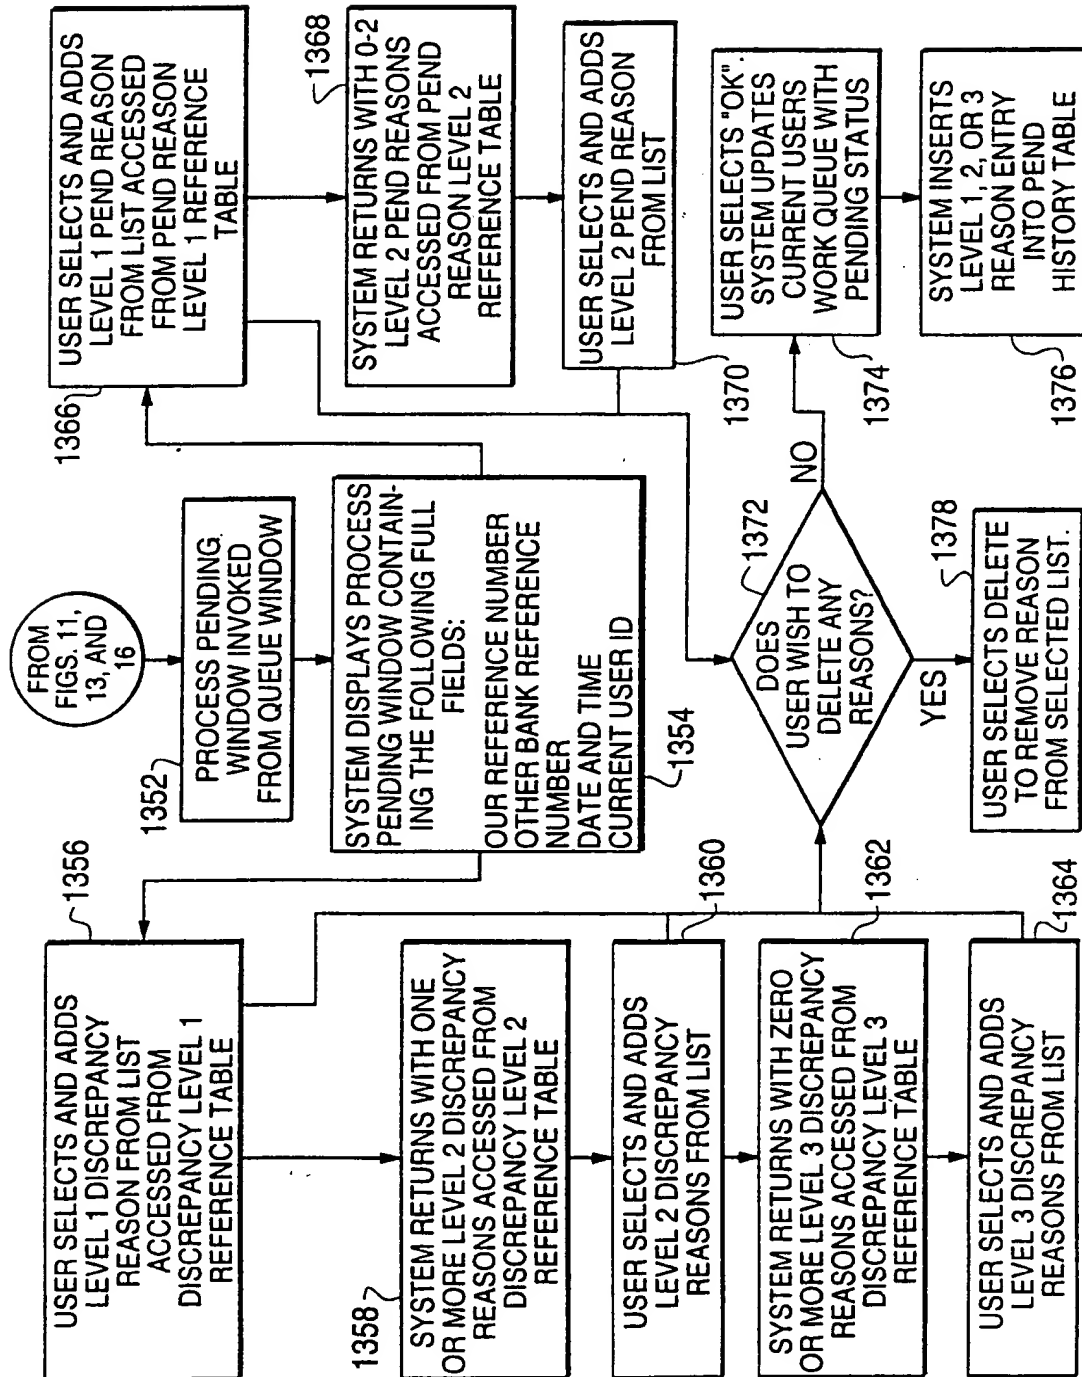 FROM
FIGS. 11,
13, AND
16
1352
PROCESS PENDING.
WINDOW INVOKED
FROM QUEUE WINDOW
SYSTEM DISPLAYS PROCESS
PENDING WINDOW CONTAIN-
ING THE FOLLOWING FULL
FIELDS:
OUR REFERENCE NUMBER
OTHER BANK REFERENCE
NUMBER
DATE AND TIME
CURRENT USER ID
1354
1356
USER SELECTS AND ADDS
LEVEL 1 DISCREPANCY
REASON FROM LIST
ACCESSED FROM
DISCREPANCY LEVEL 1
REFERENCE TABLE
1358
SYSTEM RETURNS WITH ONE
OR MORE LEVEL 2 DISCREPANCY
REASONS ACCESSED FROM
DISCREPANCY LEVEL 2
REFERENCE TABLE
1360
USER SELECTS AND ADDS
LEVEL 2 DISCREPANCY
REASONS FROM LIST
1362
SYSTEM RETURNS WITH ZERO
OR MORE LEVEL 3 DISCREPANCY
REASONS ACCESSED FROM
DISCREPANCY LEVEL 3
REFERENCE TABLE
1364
USER SELECTS AND ADDS
LEVEL 3 DISCREPANCY
REASONS FROM LIST
1366
USER SELECTS AND ADDS
LEVEL 1 PEND REASON
FROM LIST ACCESSED
FROM PEND REASON
LEVEL 1 REFERENCE
TABLE
1368
SYSTEM RETURNS WITH 0-2
LEVEL 2 PEND REASONS
ACCESSED FROM PEND
REASON LEVEL 2
REFERENCE TABLE
USER SELECTS AND ADDS
LEVEL 2 PEND REASON
FROM LIST
1370
1372
DOES
USER WISH TO
DELETE ANY
REASONS?
NO
YES
USER SELECTS "OK".
SYSTEM UPDATES
CURRENT USERS
WORK QUEUE WITH
PENDING STATUS
1374
SYSTEM INSERTS
LEVEL 1, 2, OR 3
REASON ENTRY
INTO PEND
HISTORY TABLE
1376
1378
USER SELECTS DELETE
TO REMOVE REASON
FROM SELECTED LIST.